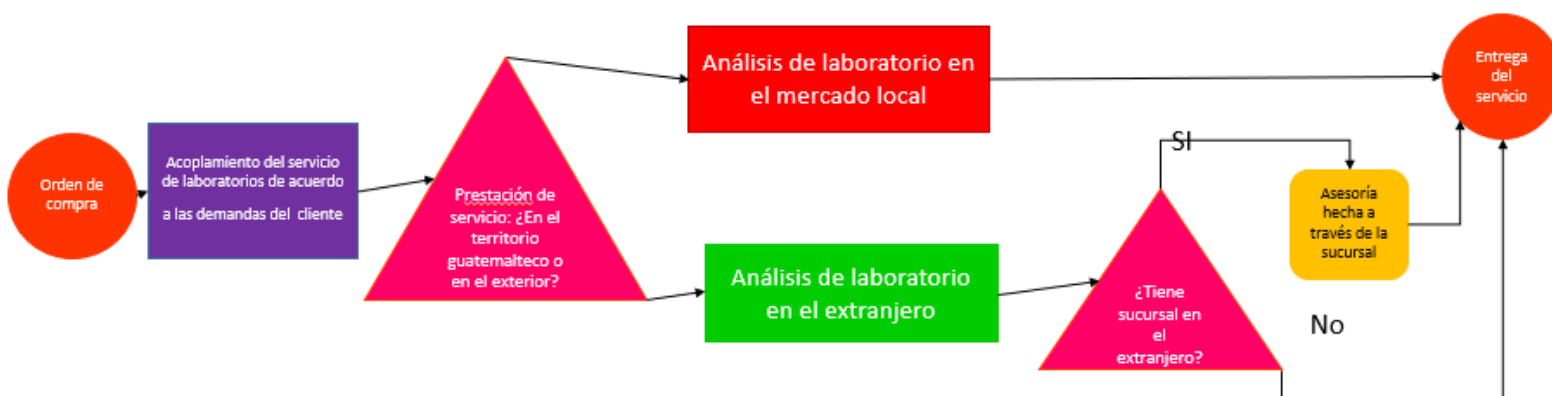 Orden de
compra
Acoplamiento del servicio
de laboratorios de acuerdo
a las demandas del cliente
Prestación de
servicio: ¿En el
territorio
guatemalteco o
en el exterior?
Análisis de laboratorio en
el mercado local
Análisis de laboratorio
en el extranjero
¿Tiene
sucursal en
el
extranjero?
SI
Asesoría
hecha a
través de la
sucursal
No
Entrega
del
servicio